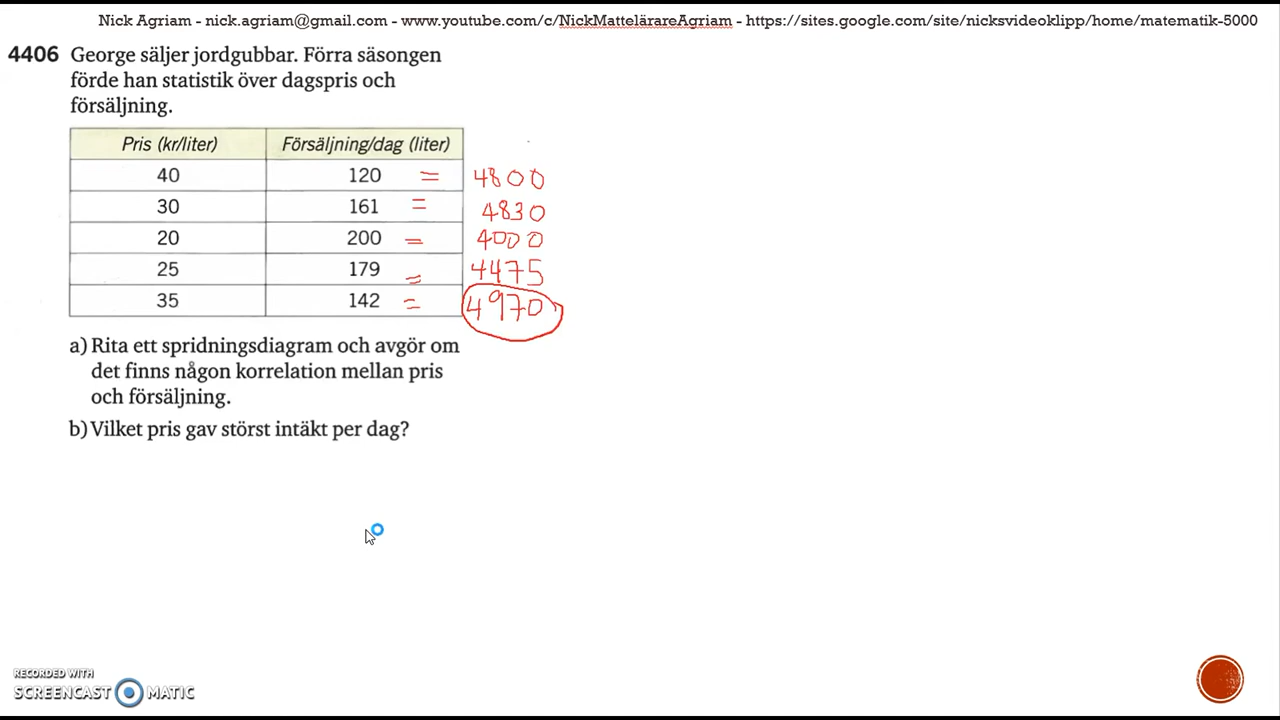 Nick Agriam - nick.agriam@gmail.com - www.youtube.com/c/NickMattelärareAgriam - https://sites.google.com/site/nicksvideoklipp/home/matematik-5000
4406 George säljer jordgubbar. Förra säsongen
förde han statistik över dagspris och
försäljning.
Pris (kr/liter) Försäljning/dag (liter)
40 120 = 4800
30 161 = 4830
20 200 = 4000
25 179 = 4475
35 142 = 4970
a) Rita ett spridningsdiagram och avgör om
det finns någon korrelation mellan pris
och försäljning.
b) Vilket pris gav störst intäkt per dag?
RECORDED WITH
SCREENCAST MATIC